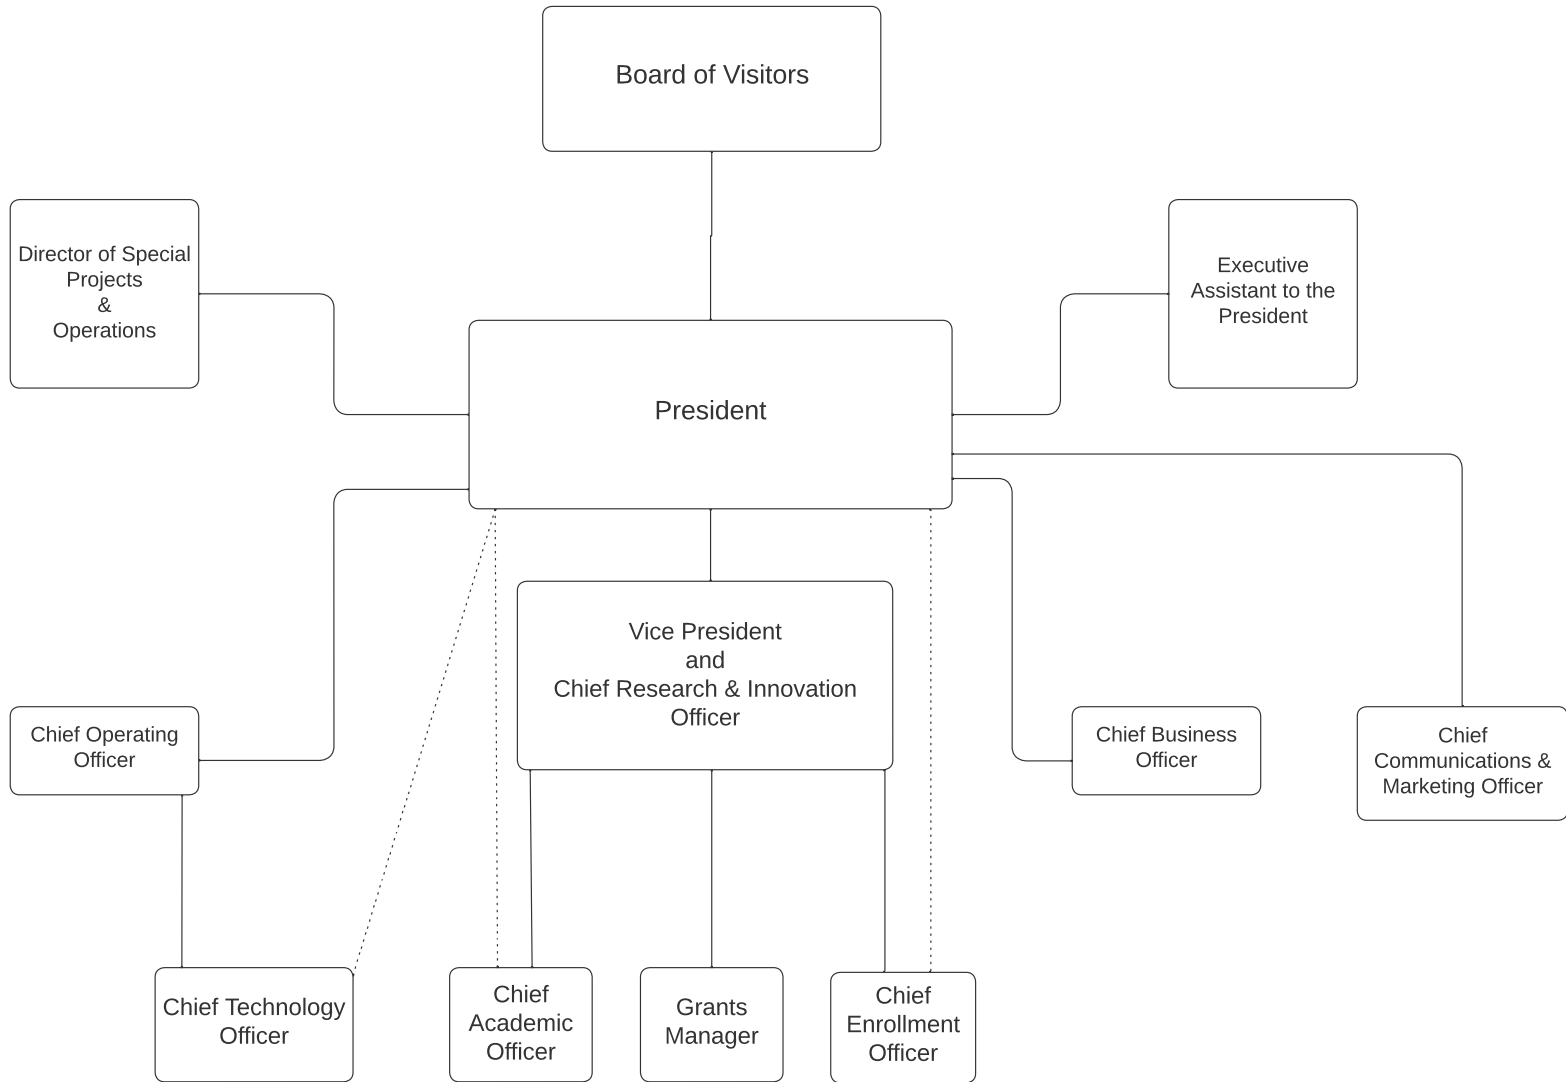 Board of Visitors
Director of Special
Projects
&
Operations
Executive
Assistant to the
President
President
Vice President
and
Chief Research & Innovation
Officer
Chief Operating
Officer
Chief Business
Officer
Chief
Communications &
Marketing Officer
Chief Technology
Officer
Chief
Academic
Officer
Grants
Manager
Chief
Enrollment
Officer